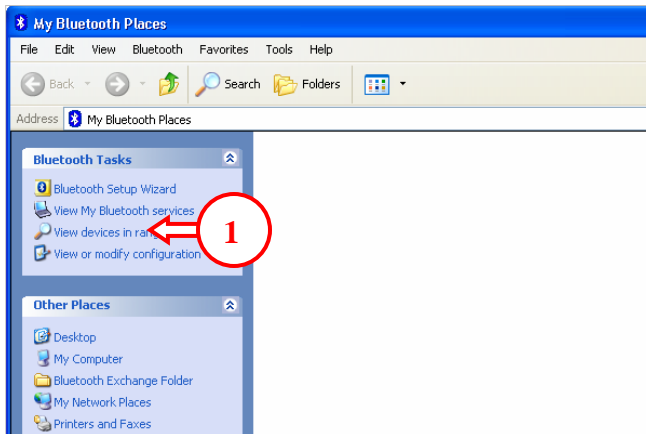 My Bluetooth Places
File Edit View Bluetooth Favorites Tools Help
Back Search Folders
Address My Bluetooth Places
Bluetooth Tasks
Bluetooth Setup Wizard
View My Bluetooth services
View devices in rang
1
View or modify configuration
Other Places
Desktop
My Computer
Bluetooth Exchange Folder
My Network Places
Printers and Faxes